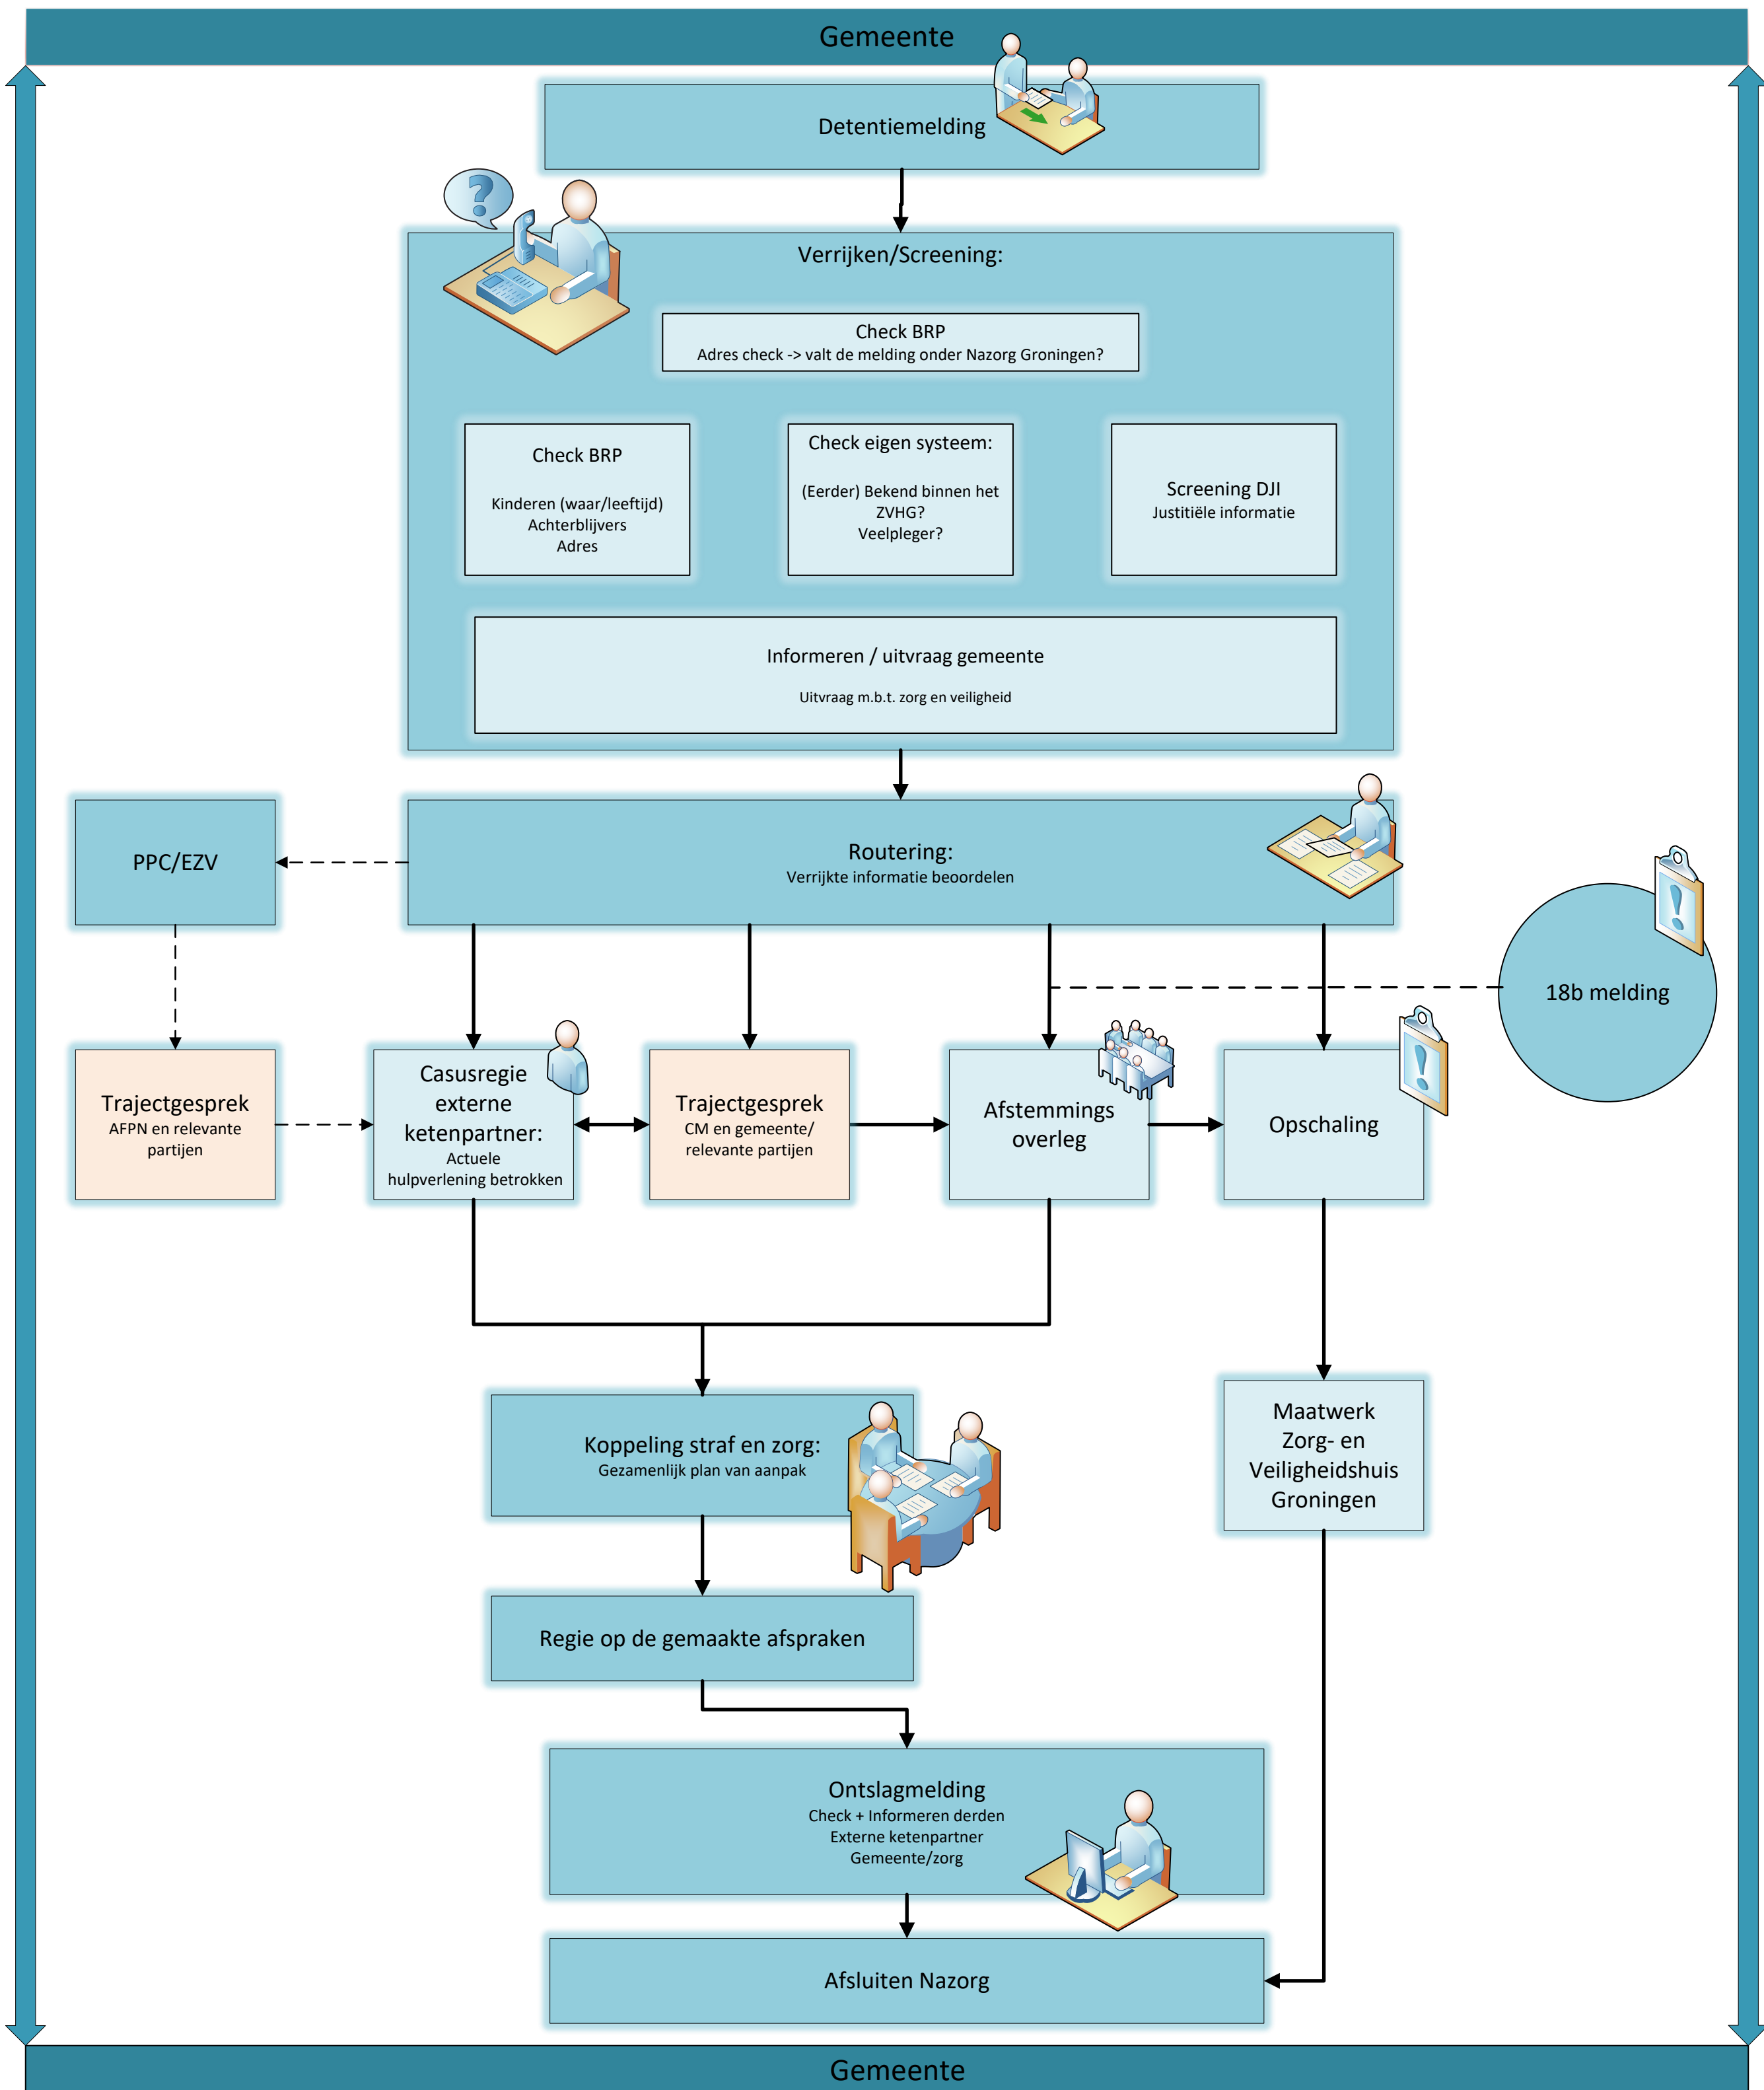 Gemeente
Detentiemelding
Verrijken/Screening:
Check BRP
Adres check -> valt de melding onder Nazorg Groningen?
Check BRP
Kinderen (waar/leeftijd)
Achterblijvers
Adres
Check eigen systeem:
(Eerder) Bekend binnen het
ZVHG?
Veelpleger?
Screening DJI
Justitiële informatie
Informeren / uitvraag gemeente
Uitvraag m.b.t. zorg en veiligheid
PPC/EZV
Routering:
Verrijkte informatie beoordelen
18b melding
Trajectgesprek
AFPN en relevante
partijen
Casusregie
externe
ketenpartner:
Actuele
hulpverlening betrokken
Trajectgesprek
CM en gemeente/
relevante partijen
Afstemmings
overleg
Opschaling
Koppeling straf en zorg:
Gezamenlijk plan van aanpak
Maatwerk
Zorg- en
Veiligheidshuis
Groningen
Regie op de gemaakte afspraken
Ontslagmelding
Check + Informeren derden
Externe ketenpartner
Gemeente/zorg
Afsluiten Nazorg
Gemeente